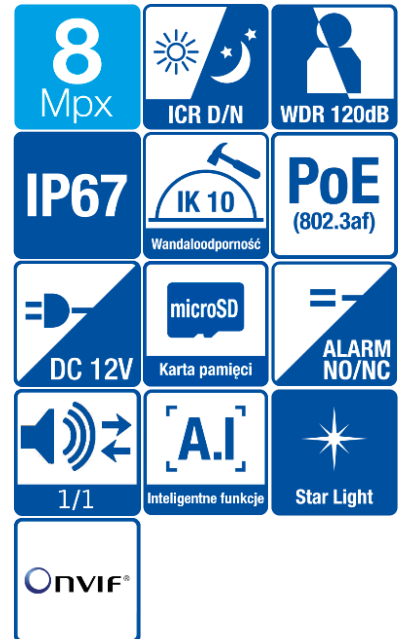 8
Mpx
ICR D/N
WDR 120dB
IP67
IK 10
Wandaloodporność
PoE
(802.3af)
DC 12V
microSD
Karta pamięci
ALARM
NO/NC
1/1
[A.I]
Inteligentne funkcje
Star Light
ONVIF®